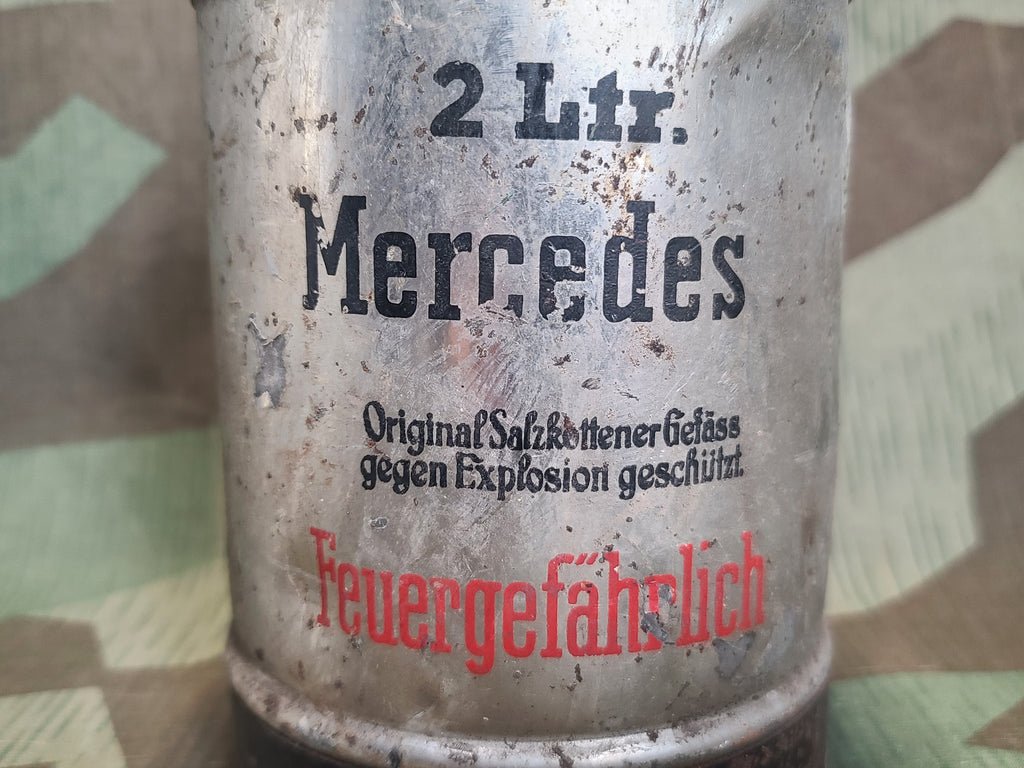 2 Ltr.
Mercedes
Original Salzkottener Gefäss
gegen Explosion geschützt.
Feuergefährlich